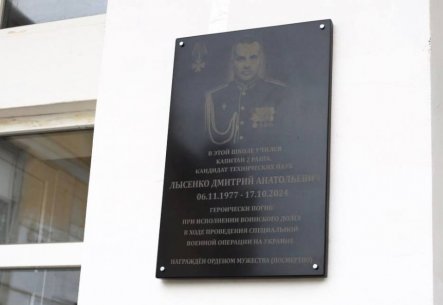 В ЭТОЙ ШКОЛЕ УЧИЛСЯ
КАПИТАН 2 РАНГА,
КАНДИДАТ ТЕХНИЧЕСКИХ НАУК
ЛЫСЕНКО ДМИТРИЙ АНАТОЛЬЕВИЧ
06.11.1977 - 17.10.2024
ГЕРОИЧЕСКИ ПОГИБ
ПРИ ИСПОЛНЕНИИ ВОИНСКОГО ДОЛГА
В ХОДЕ ПРОВЕДЕНИЯ СПЕЦИАЛЬНОЙ
ВОЕННОЙ ОПЕРАЦИИ НА УКРАИНЕ
НАГРАЖДЕН ОРДЕНОМ МУЖЕСТВА (ПОСМЕРТНО)